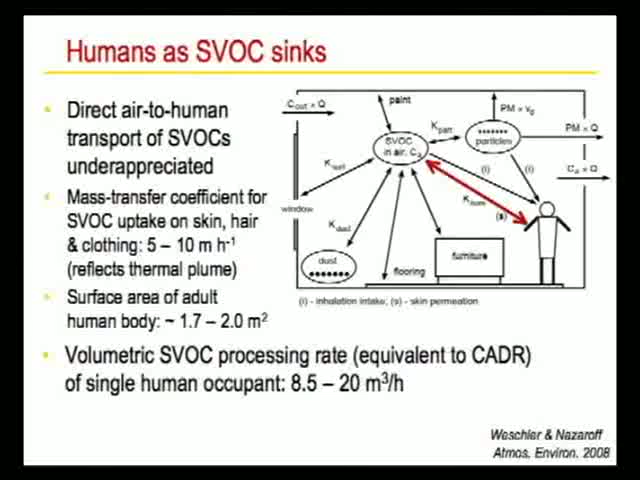 Humans as SVOC sinks
• Direct air-to-human
transport of SVOCs
underappreciated
• Mass-transfer coefficient for
SVOC uptake on skin, hair
& clothing: 5 – 10 m h-1
(reflects thermal plume)
• Surface area of adult
human body: ~ 1.7 – 2.0 m2
• Volumetric SVOC processing rate (equivalent to CADR)
of single human occupant: 8.5 – 20 m3/h
Cout × Q
paint
PM × vd
Kpart
SVOC
in air, Ca
particles
PM × Q
Ca × Q
(i)
(i)
window
(s)
Kdust
dust
flooring
furniture
(i) - inhalation intake; (s) - skin permeation
Weschler & Nazaroff
Atmos. Environ. 2008